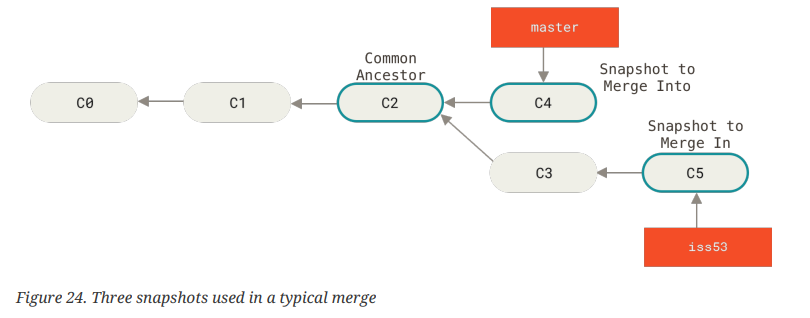 master
Common
Ancestor
Snapshot to
Merge Into
C0
C1
C2
C4
Snapshot to
Merge In
C3
C5
iss53
Figure 24. Three snapshots used in a typical merge